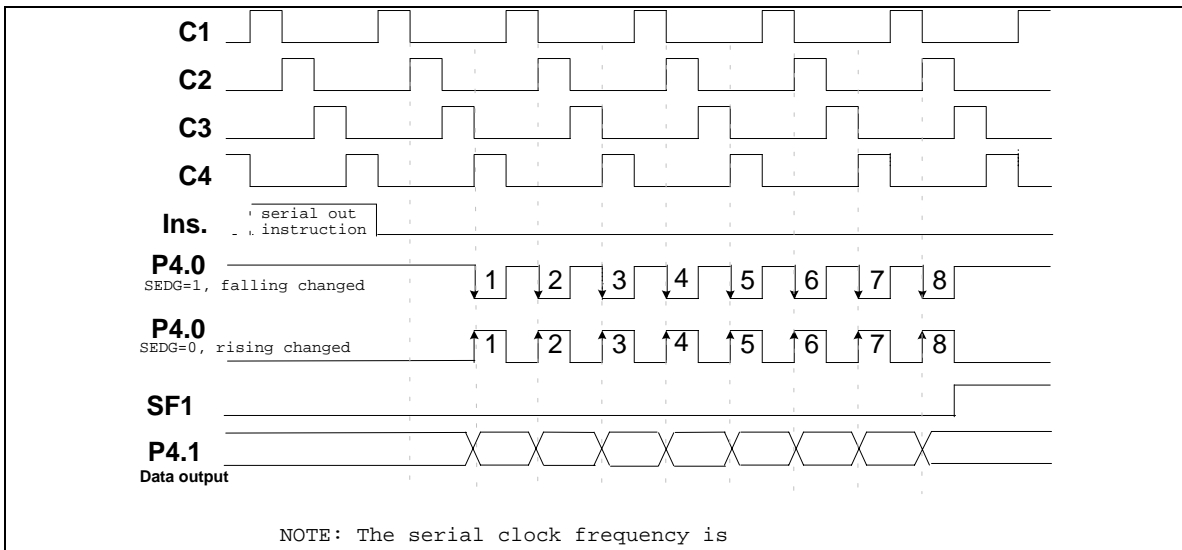 C1
C2
C3
C4
Ins.
serial out
instruction
P4.0
SEDG=1, falling changed
1 2 3 4 5 6 7 8
P4.0
SEDG=0, rising changed
1 2 3 4 5 6 7 8
SF1
P4.1
Data output
NOTE: The serial clock frequency is